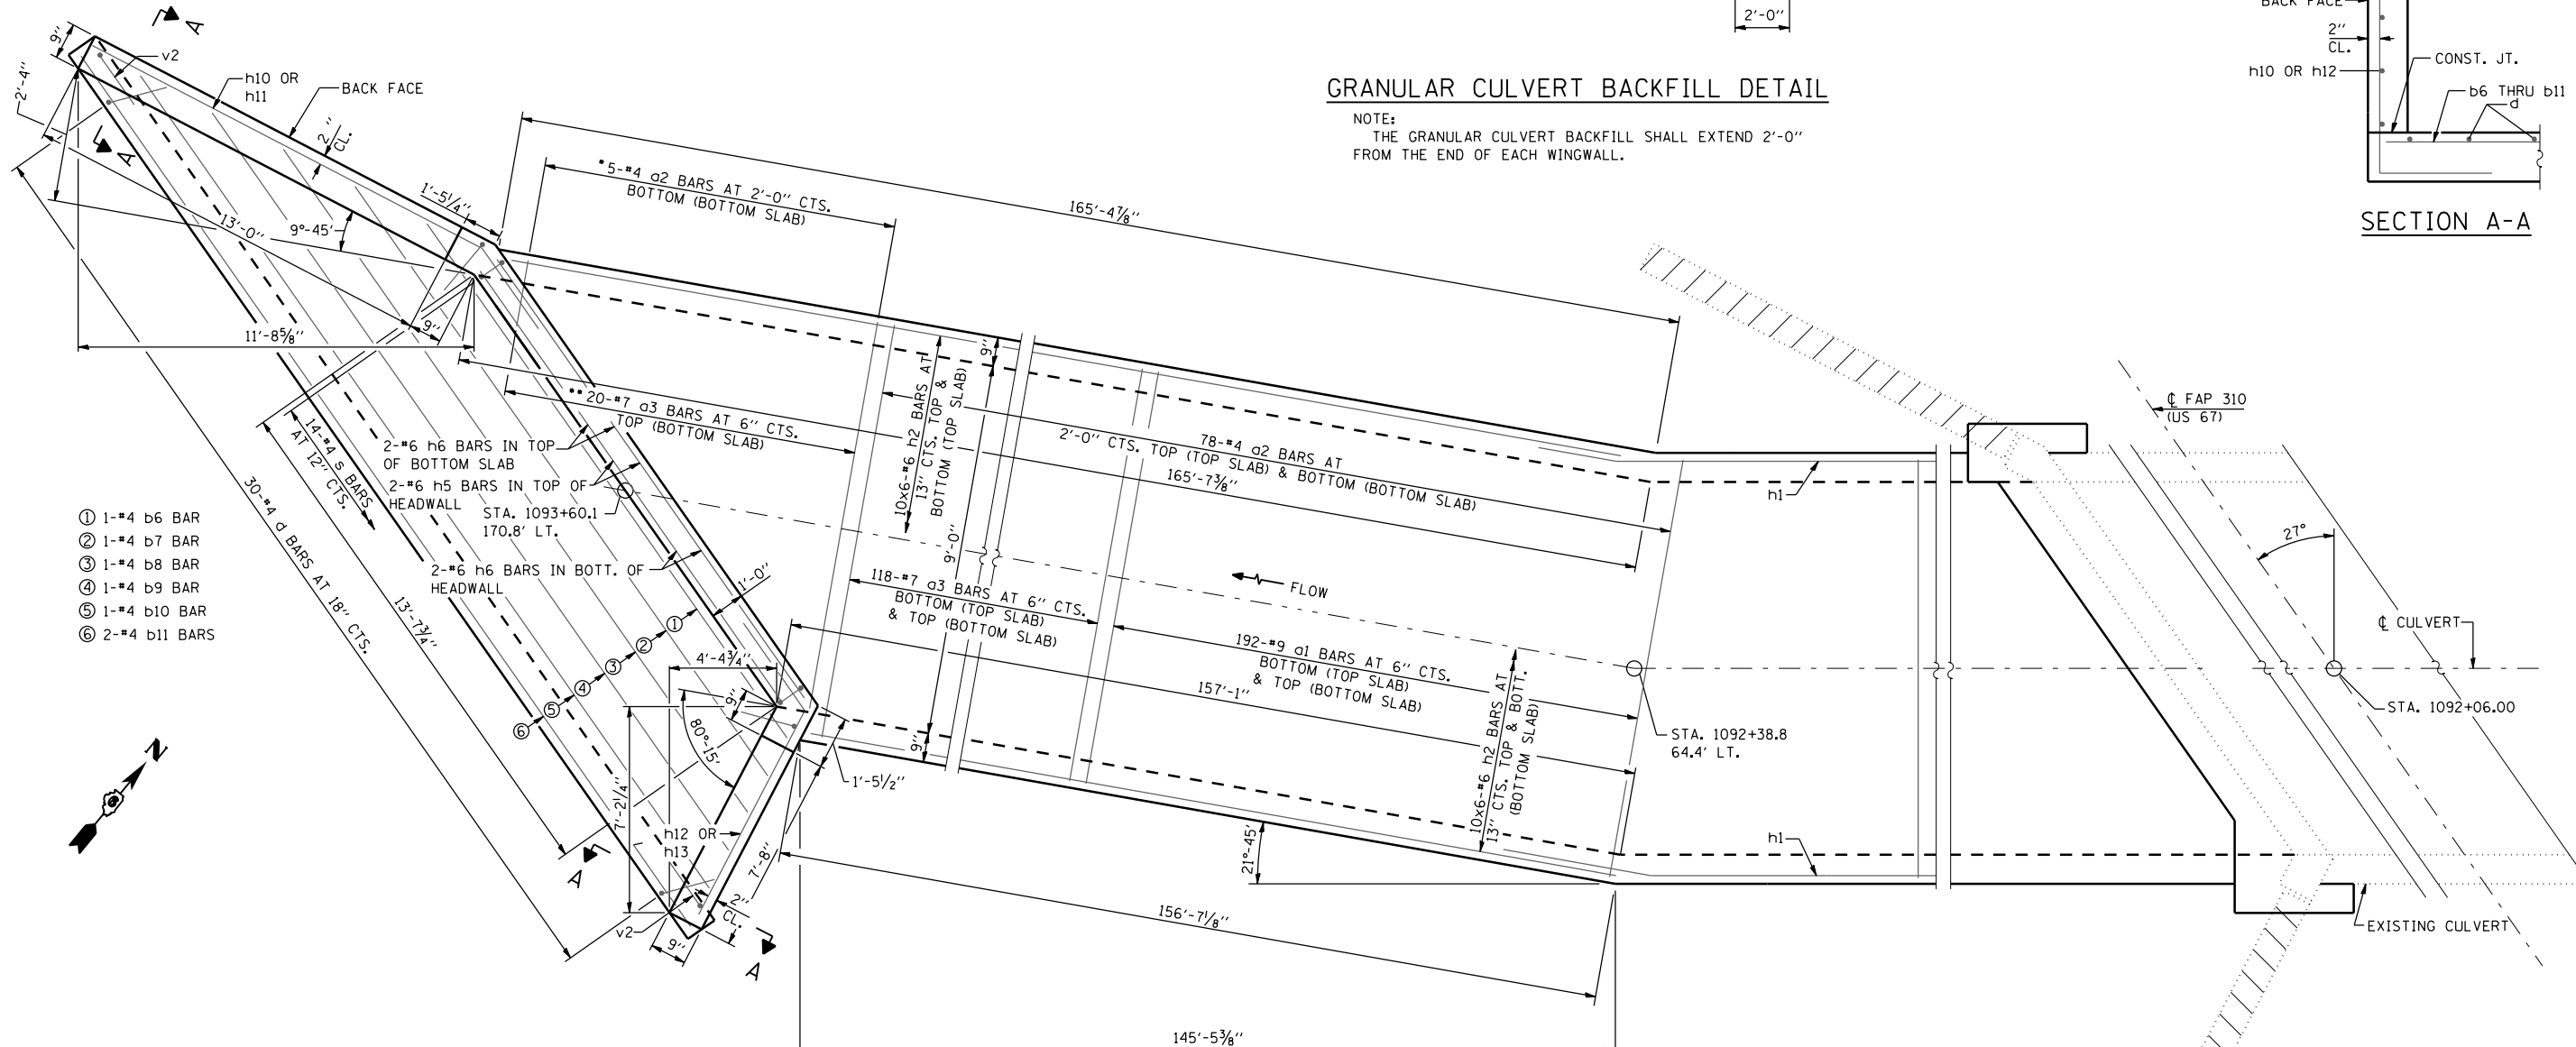 A
9"
2'-4"
v2
h10 OR
h11
BACK FACE
2"
CL.
A
13'-0"
9°-45'
1'-5¼"
9"
11'-8⅝"
*5-#4 a2 BARS AT 2'-0" CTS.
BOTTOM (BOTTOM SLAB)
165'-4⅞"
2'-0"
GRANULAR CULVERT BACKFILL DETAIL
NOTE:
THE GRANULAR CULVERT BACKFILL SHALL EXTEND 2'-0"
FROM THE END OF EACH WINGWALL.
BACK FACE
2"
CL.
h10 OR h12
CONST. JT.
b6 THRU b11
d
SECTION A-A
**20-#7 a3 BARS AT 6" CTS.
TOP (BOTTOM SLAB)
10x6-#6 h2 BARS AT
13" CTS. TOP &
BOTTOM (TOP SLAB)
9"
9'-0"
9"
78-#4 a2 BARS AT
2'-0" CTS. TOP (TOP SLAB) & BOTTOM (BOTTOM SLAB)
165'-7⅜"
2-#6 h6 BARS IN TOP
OF BOTTOM SLAB
2-#6 h5 BARS IN TOP OF
HEADWALL
STA. 1093+60.1
170.8' LT.
2-#6 h6 BARS IN BOTT. OF
HEADWALL
14-#4 s BARS
AT 12" CTS.
30-#4 d BARS AT 18" CTS.
13'-7¾"
① 1-#4 b6 BAR
② 1-#4 b7 BAR
③ 1-#4 b8 BAR
④ 1-#4 b9 BAR
⑤ 1-#4 b10 BAR
⑥ 2-#4 b11 BARS
1'-0"
①
②
③
④
⑤
⑥
4'-4¾"
9"
80°-15'
7'-2¼"
1'-5½"
7'-8"
h12 OR
h13
v2
9"
2"
CL.
A
A
N
FLOW
118-#7 a3 BARS AT 6" CTS.
BOTTOM (TOP SLAB)
& TOP (BOTTOM SLAB)
192-#9 a1 BARS AT 6" CTS.
BOTTOM (TOP SLAB)
& TOP (BOTTOM SLAB)
157'-1"
10x6-#6 h2 BARS AT
13" CTS. TOP & BOTT.
(BOTTOM SLAB)
21°-45'
156'-7⅛"
145'-5⅜"
h1
h1
STA. 1092+38.8
64.4' LT.
℄ FAP 310
(US 67)
27°
℄ CULVERT
STA. 1092+06.00
EXISTING CULVERT